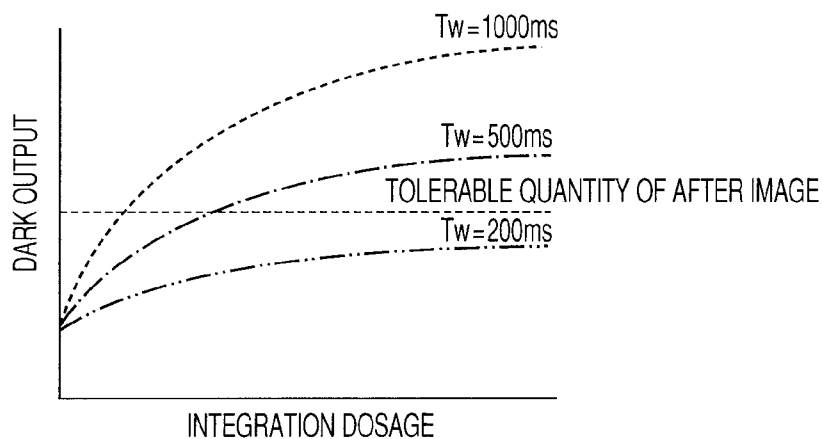 Tw=1000ms
Tw=500ms
TOLERABLE QUANTITY OF AFTER IMAGE
Tw=200ms
DARK OUTPUT
INTEGRATION DOSAGE